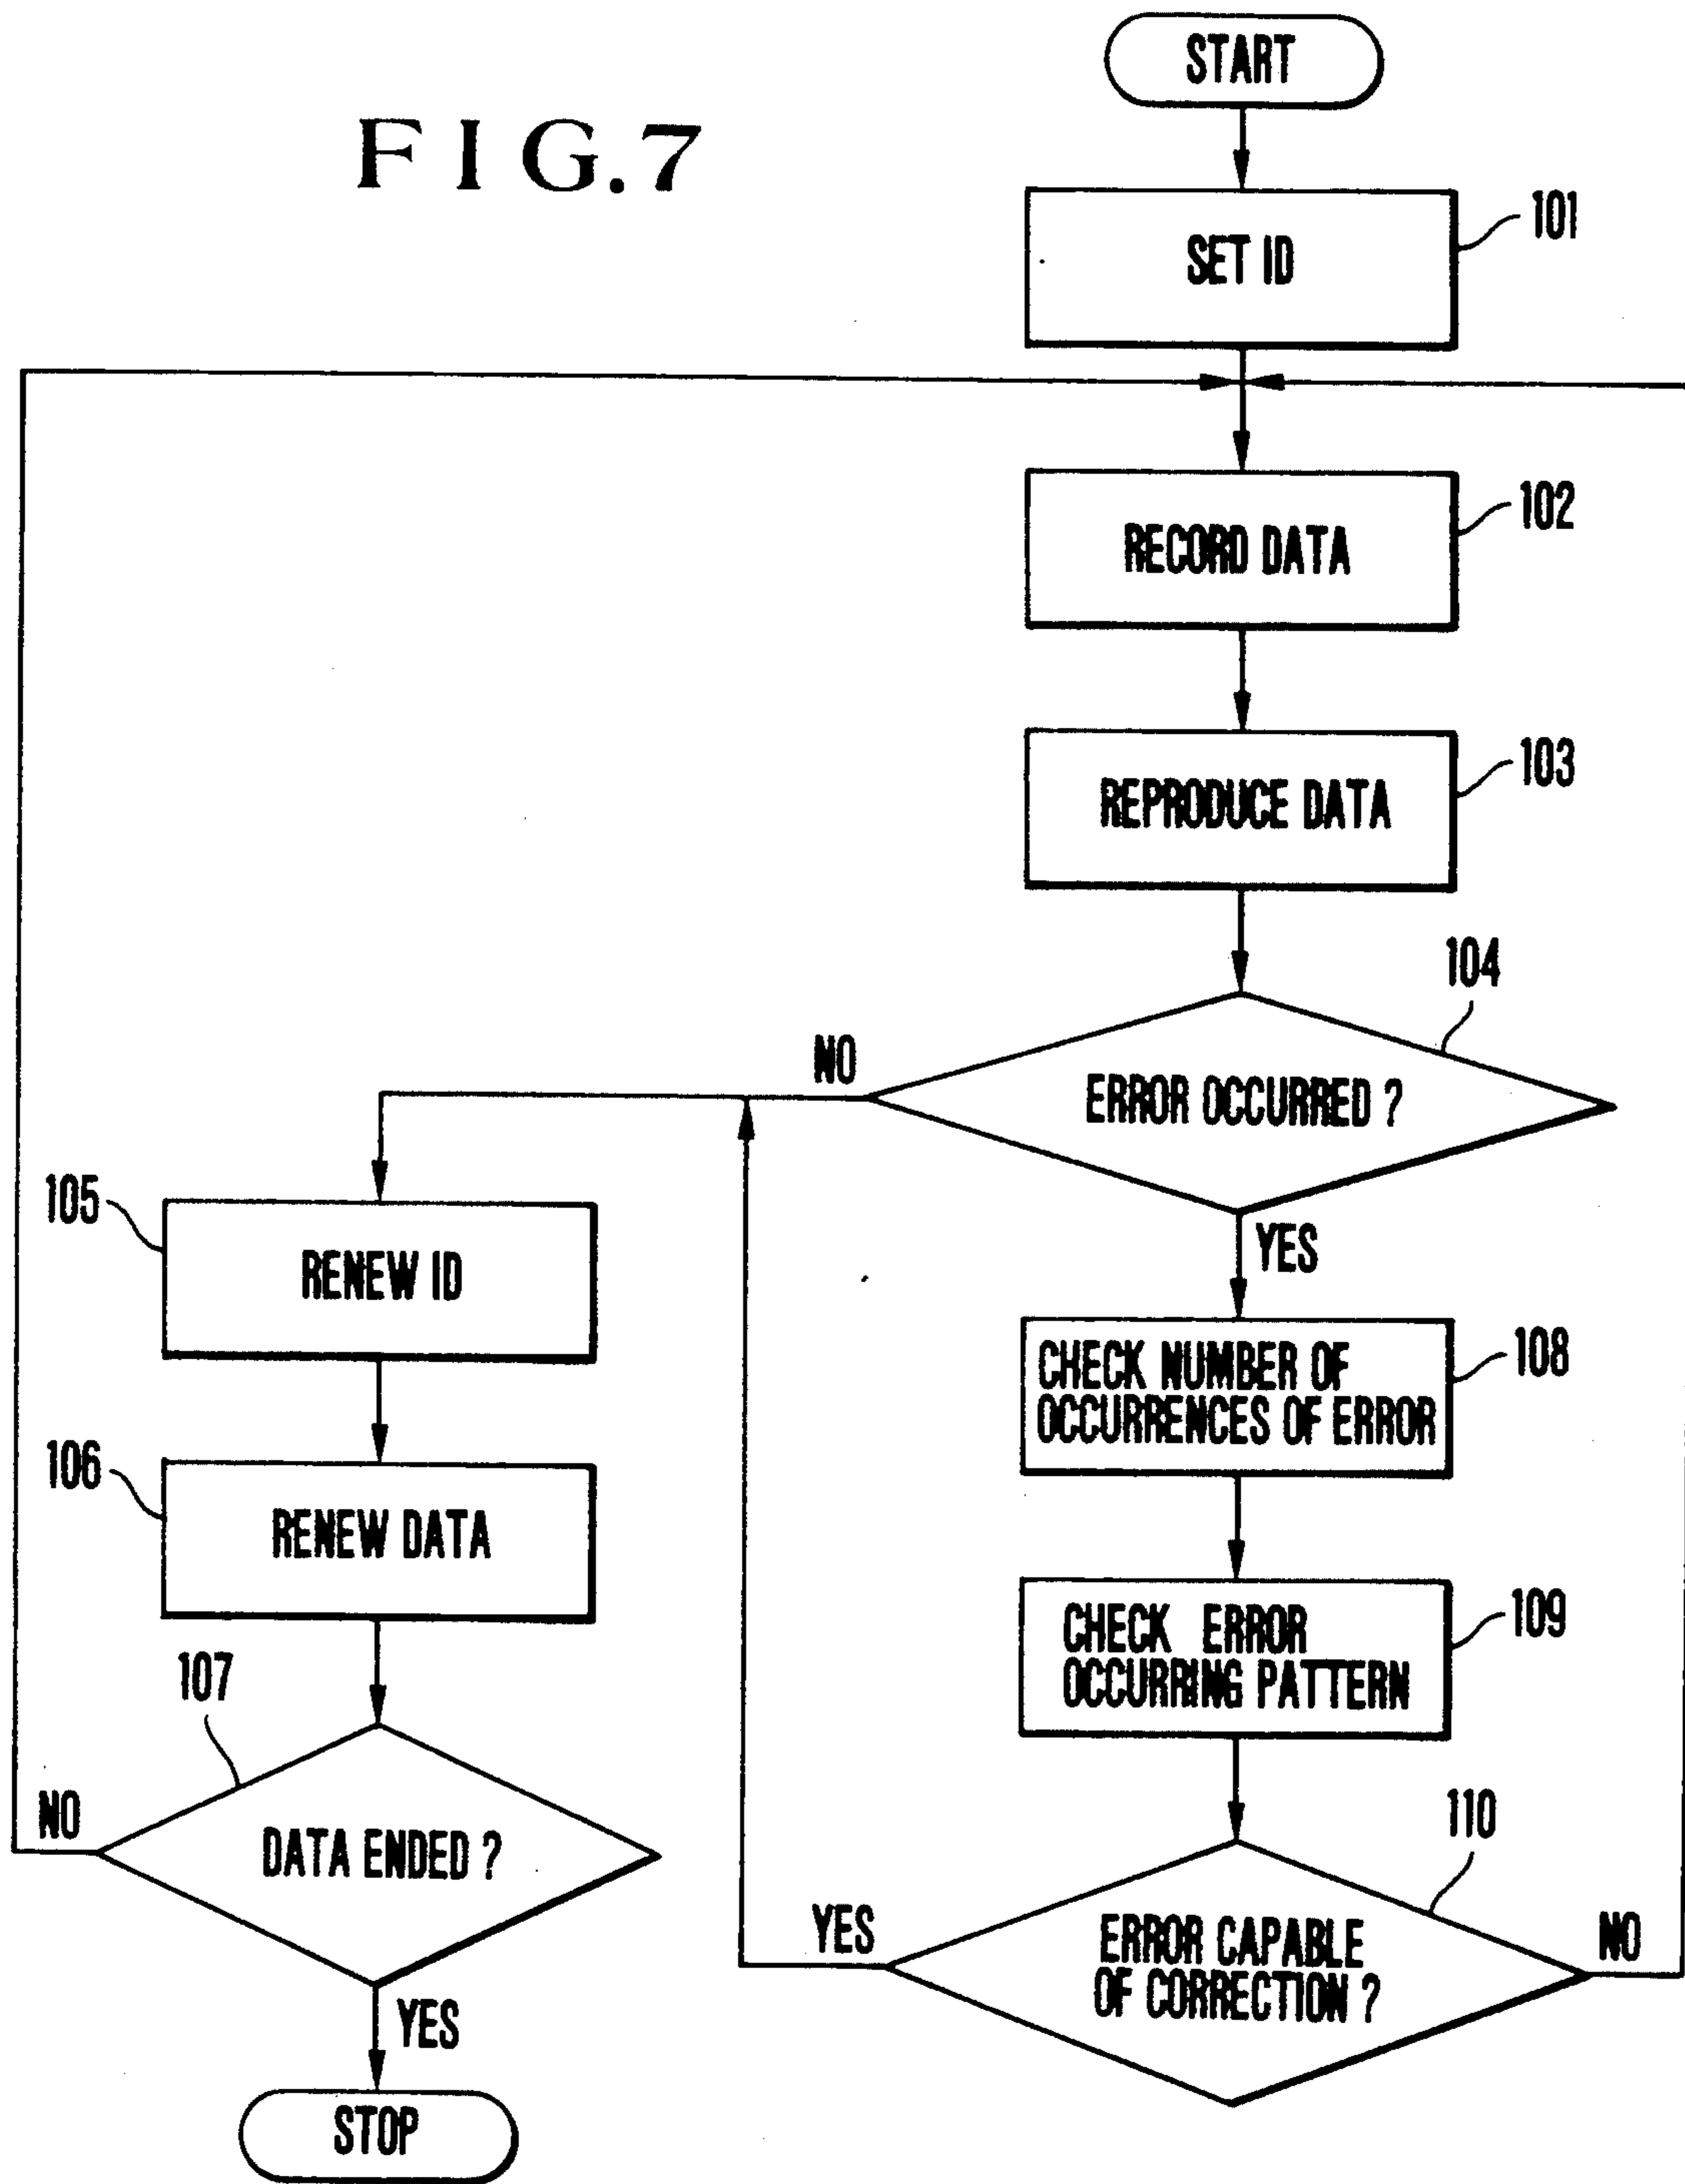 FIG.7
START
SET ID
101
RECORD DATA
102
REPRODUCE DATA
103
104
ERROR OCCURRED ?
NO
YES
105
RENEW ID
106
RENEW DATA
107
DATA ENDED ?
NO
YES
STOP
CHECK NUMBER OF
OCCURRENCES OF ERROR
108
CHECK ERROR
OCCURRING PATTERN
109
110
ERROR CAPABLE
OF CORRECTION ?
YES
NO